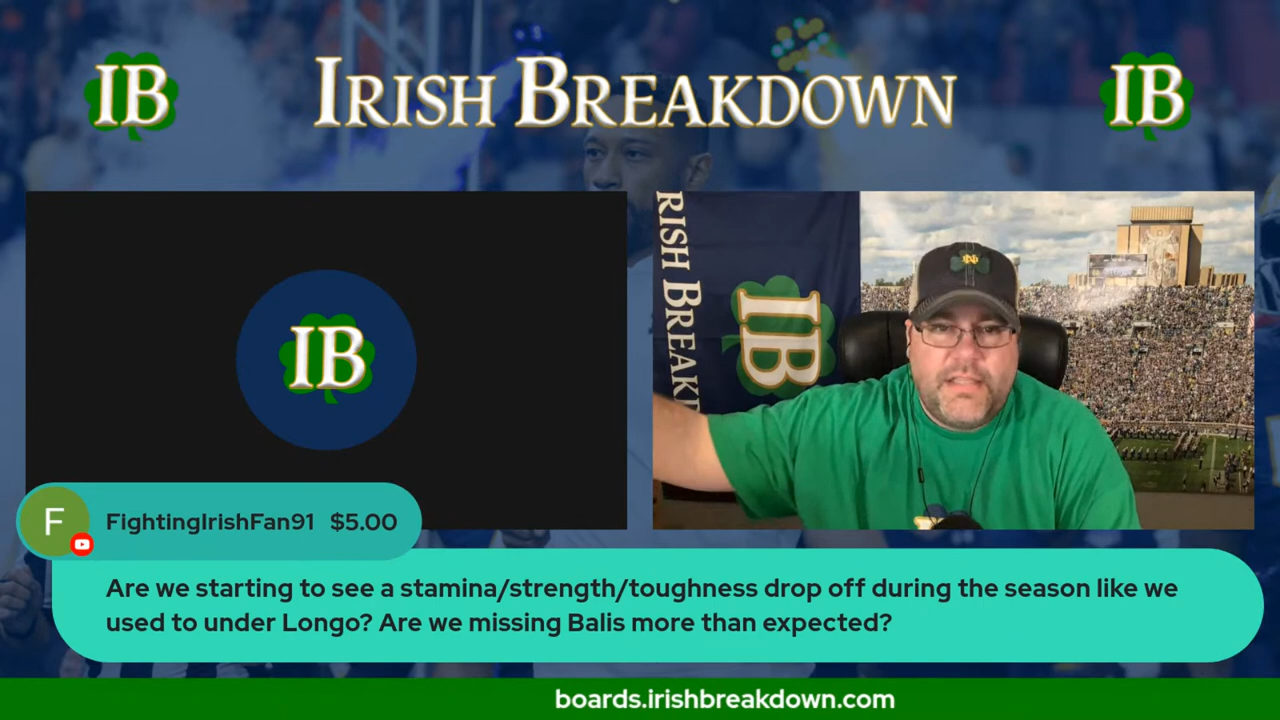 IB
IRISH BREAKDOWN
IB
RISH BREAK
IB
IB
FightingIrishFan91 $5.00
F
Are we starting to see a stamina/strength/toughness drop off during the season like we
used to under Longo? Are we missing Balis more than expected?
boards.irishbreakdown.com